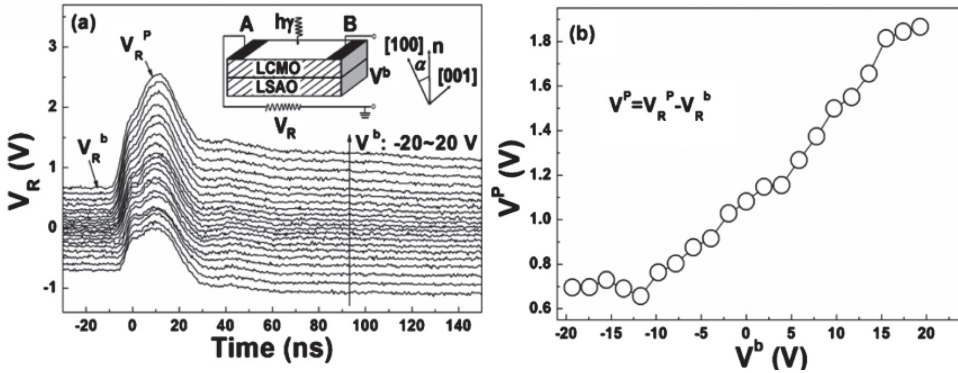 (a)
V_R^P
V_R^b
hγ
A
B
LCMO
LSAO
V^b
V_R
[100]
n
α
[001]
V^b: -20~20 V
V_R (V)
3
2
1
0
-1
-20
0
20
40
60
80
100
120
140
Time (ns)
(b)
V^P=V_R^P-V_R^b
V^P (V)
1.8
1.6
1.4
1.2
1.0
0.8
0.6
-20
-15
-10
-5
0
5
10
15
20
V^b (V)